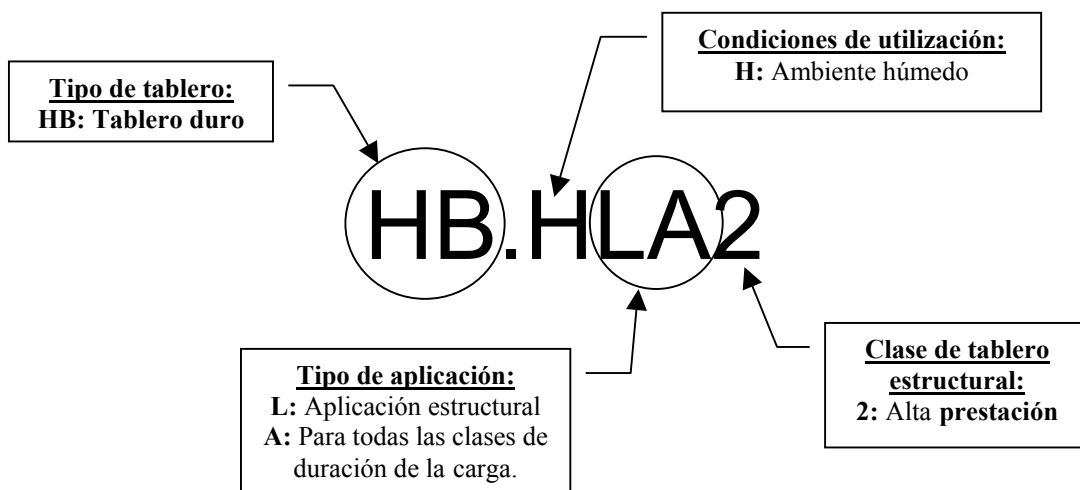 Condiciones de utilización:
H: Ambiente húmedo
Tipo de tablero:
HB: Tablero duro
HB.HLA2
Tipo de aplicación:
L: Aplicación estructural
A: Para todas las clases de
duración de la carga.
Clase de tablero
estructural:
2: Alta prestación